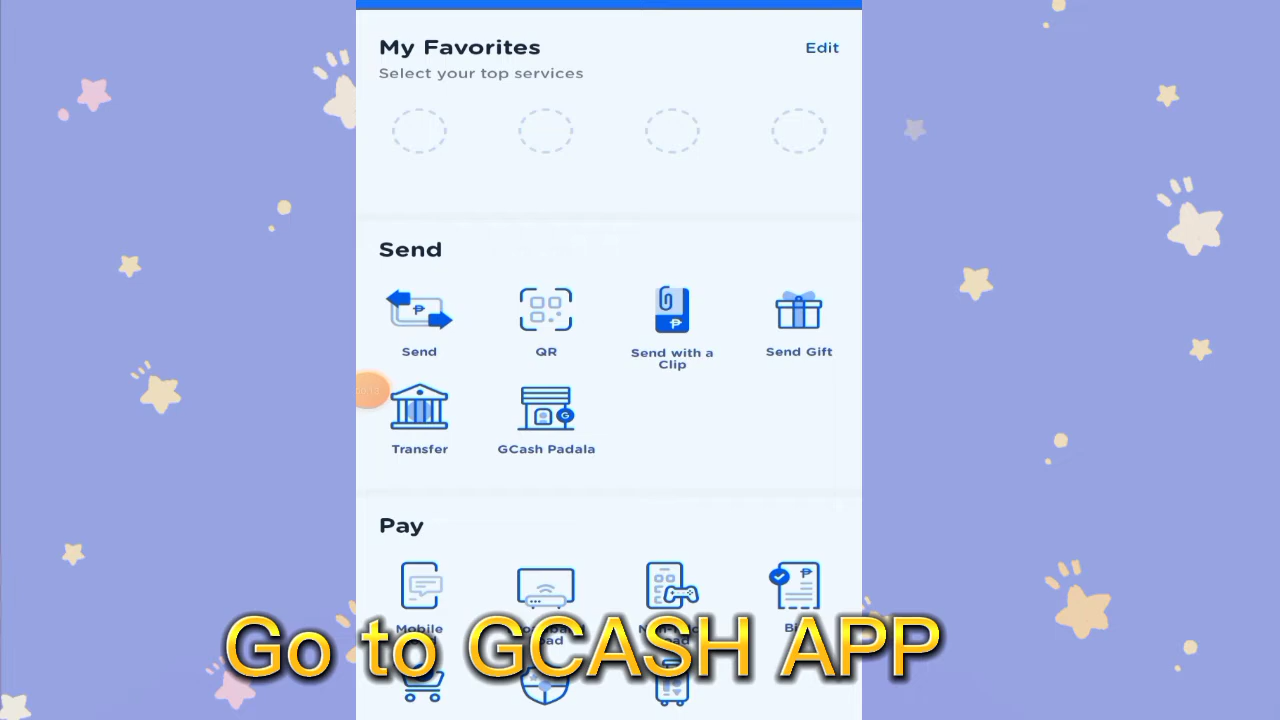 My Favorites
Edit
Select your top services
Send
Send
QR
Send with a
Clip
Send Gift
Transfer
GCash Padala
Pay
Mobile
Go to GCASH APP